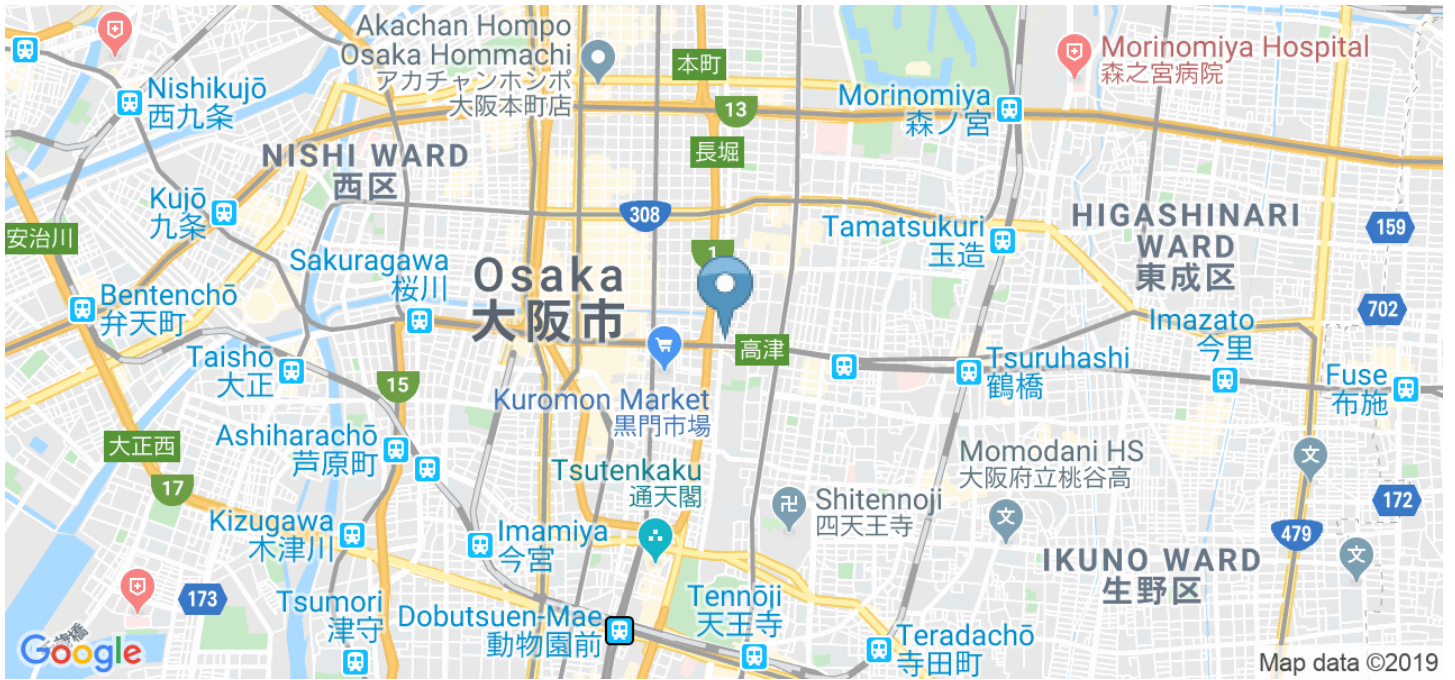 Akachan Hompo
Osaka Hommachi
アカチャンホンポ
大阪本町店
本町
Morinomiya Hospital
森之宮病院
Nishikujō
西九条
Morinomiya
森ノ宮
13
長堀
NISHI WARD
西区
Kujō
九条
308
安治川
Tamatsukuri
玉造
HIGASHINARI
WARD
東成区
159
1
Sakuragawa
桜川
Osaka
大阪市
Bentenchō
弁天町
702
Imazato
今里
高津
Taishō
大正
Tsuruhashi
鶴橋
Fuse
布施
15
Kuromon Market
黒門市場
Ashiharachō
芦原町
大正西
Momodani HS
大阪府立桃谷高
文
Tsutenkaku
通天閣
17
卍
Shitennoji
四天王寺
文
172
Kizugawa
木津川
Imamiya
今宮
479
文
IKUNO WARD
生野区
173
Tsumori
津守
Dobutsuen-Mae
動物園前
Tennōji
天王寺
Teradachō
寺田町
Google
Map data ©2019